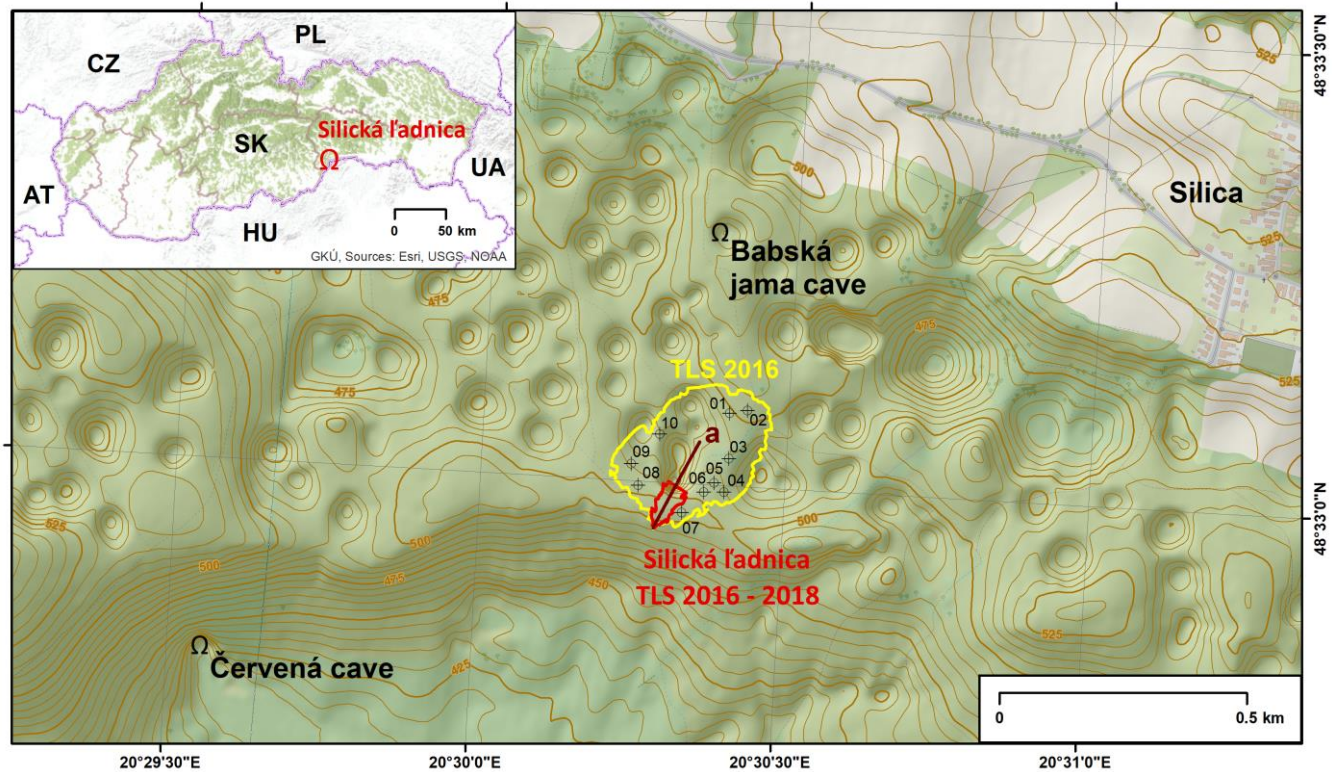 PL
CZ
Silická ľadnica
SK
Ω
UA
AT
0 50 km
HU
GKÚ, Sources: Esri, USGS, NOAA
48°33'30"N
525
500
Silica
Ω
Babská
jama cave
525
475
475
475
TLS 2016
525
01
02
10
a
03
09
05
08
06
04
07
48°33'0"N
500
525
500
500
475
Silická ľadnica
450
TLS 2016 - 2018
525
Ω
Červená cave
425
0 0.5 km
20°29'30"E
20°30'0"E
20°30'30"E
20°31'0"E